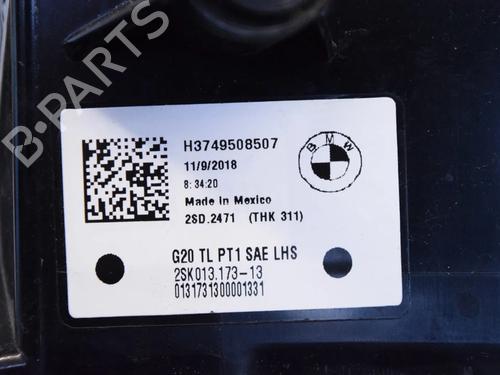 H3749508507
11/9/2018
8:34:20
Made in Mexico
2SD.2471 (THK 311)
BMW
G20 TL PT1 SAE LHS
2SK013.173-13
0131731300001331
B-PARTS